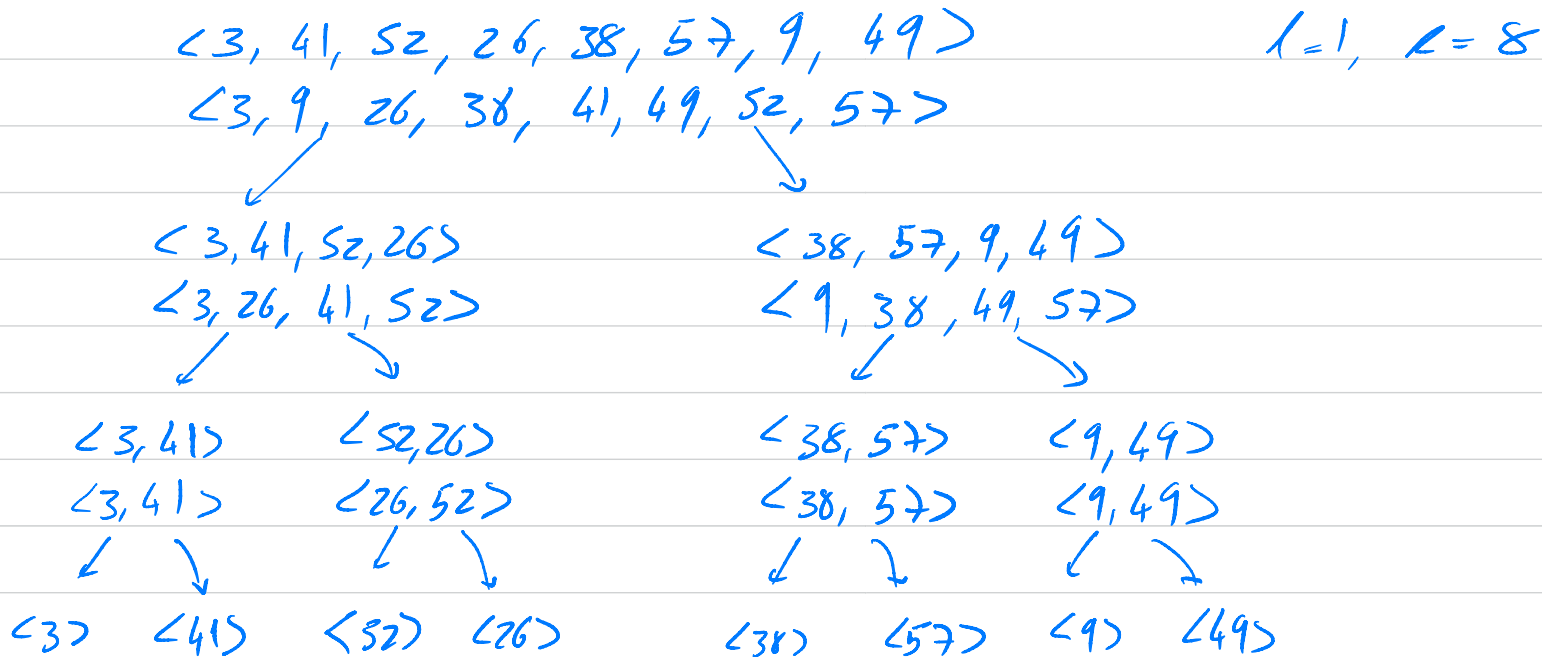 <3, 41, 52, 26, 38, 57, 9, 49> l=1, r=8
<3, 9, 26, 38, 41, 49, 52, 57>
<3,41,52,26> <38, 57, 9, 49>
<3,26, 41, 52> <9, 38, 49, 57>
<3,41> <52,26> <38,57> <9,49>
<3,41> <26,52> <38, 57> <9,49>
<3> <41> <52> <26> <38> <57> <9> <49>